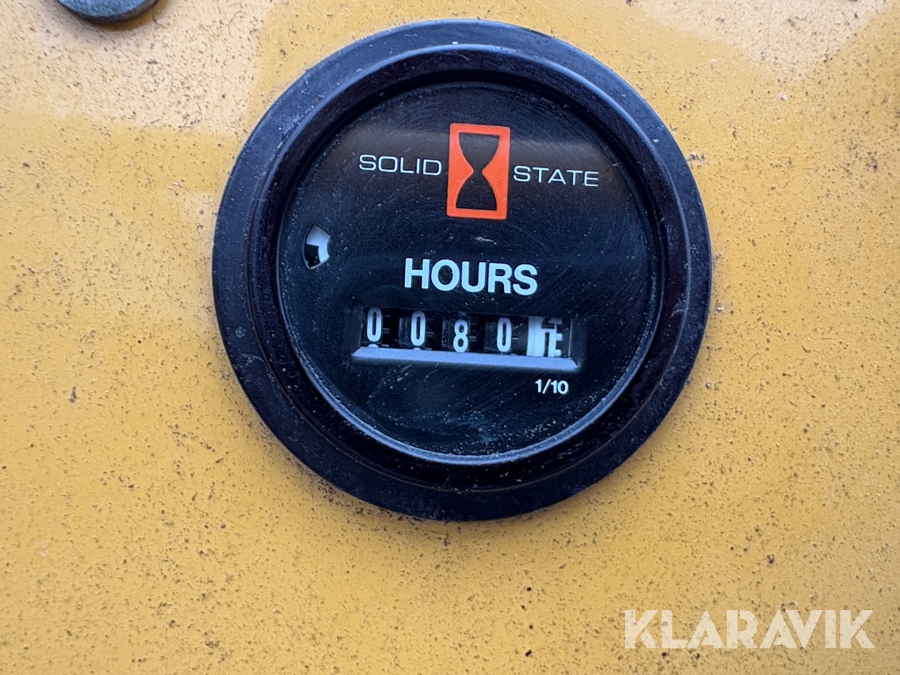 SOLID STATE
HOURS
0080
1/10
KLARAVIK